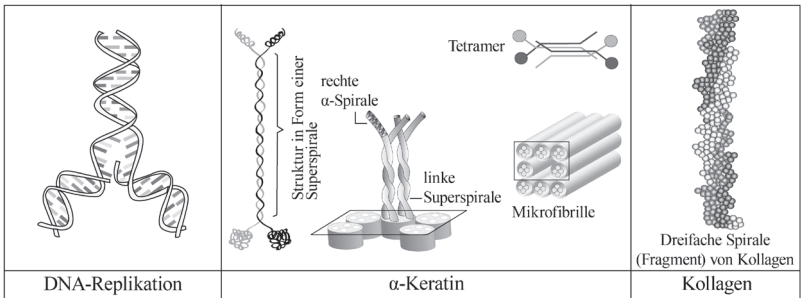 Struktur in Form einer
Superspirale
rechte
α-Spirale
linke
Superspirale
Tetramer
Mikrofibrille
Dreifache Spirale
(Fragment) von Kollagen
DNA-Replikation
α-Keratin
Kollagen